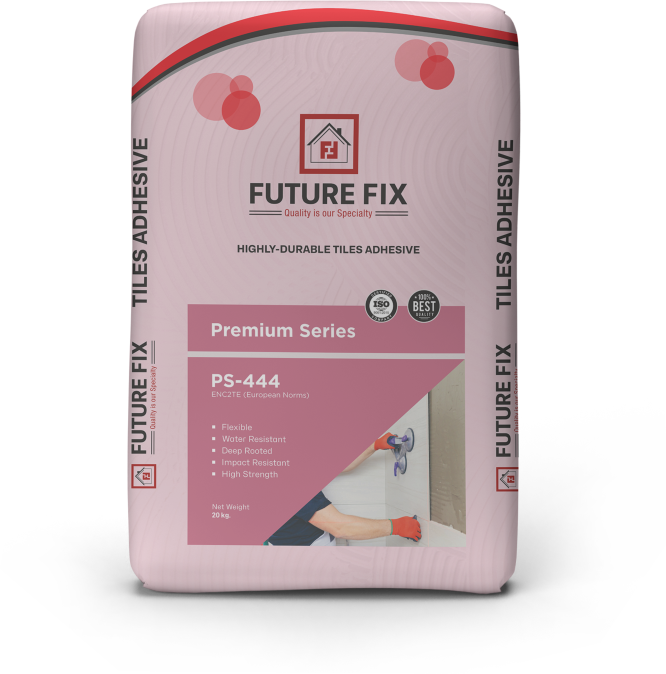 FUTURE FIX
Quality is our Specialty
HIGHLY-DURABLE TILES ADHESIVE
TILES ADHESIVE
FUTURE FIX
Quality is our Specialty
CERTIFIED
ISO
COMPANY
100%
BEST
QUALITY
Premium Series
PS-444
ENC2TE (European Norms)
Flexible
Water Resistant
Deep Rooted
Impact Resistant
High Strength
Net Weight
20 kg.
TILES ADHESIVE
FUTURE FIX
Quality is our Specialty